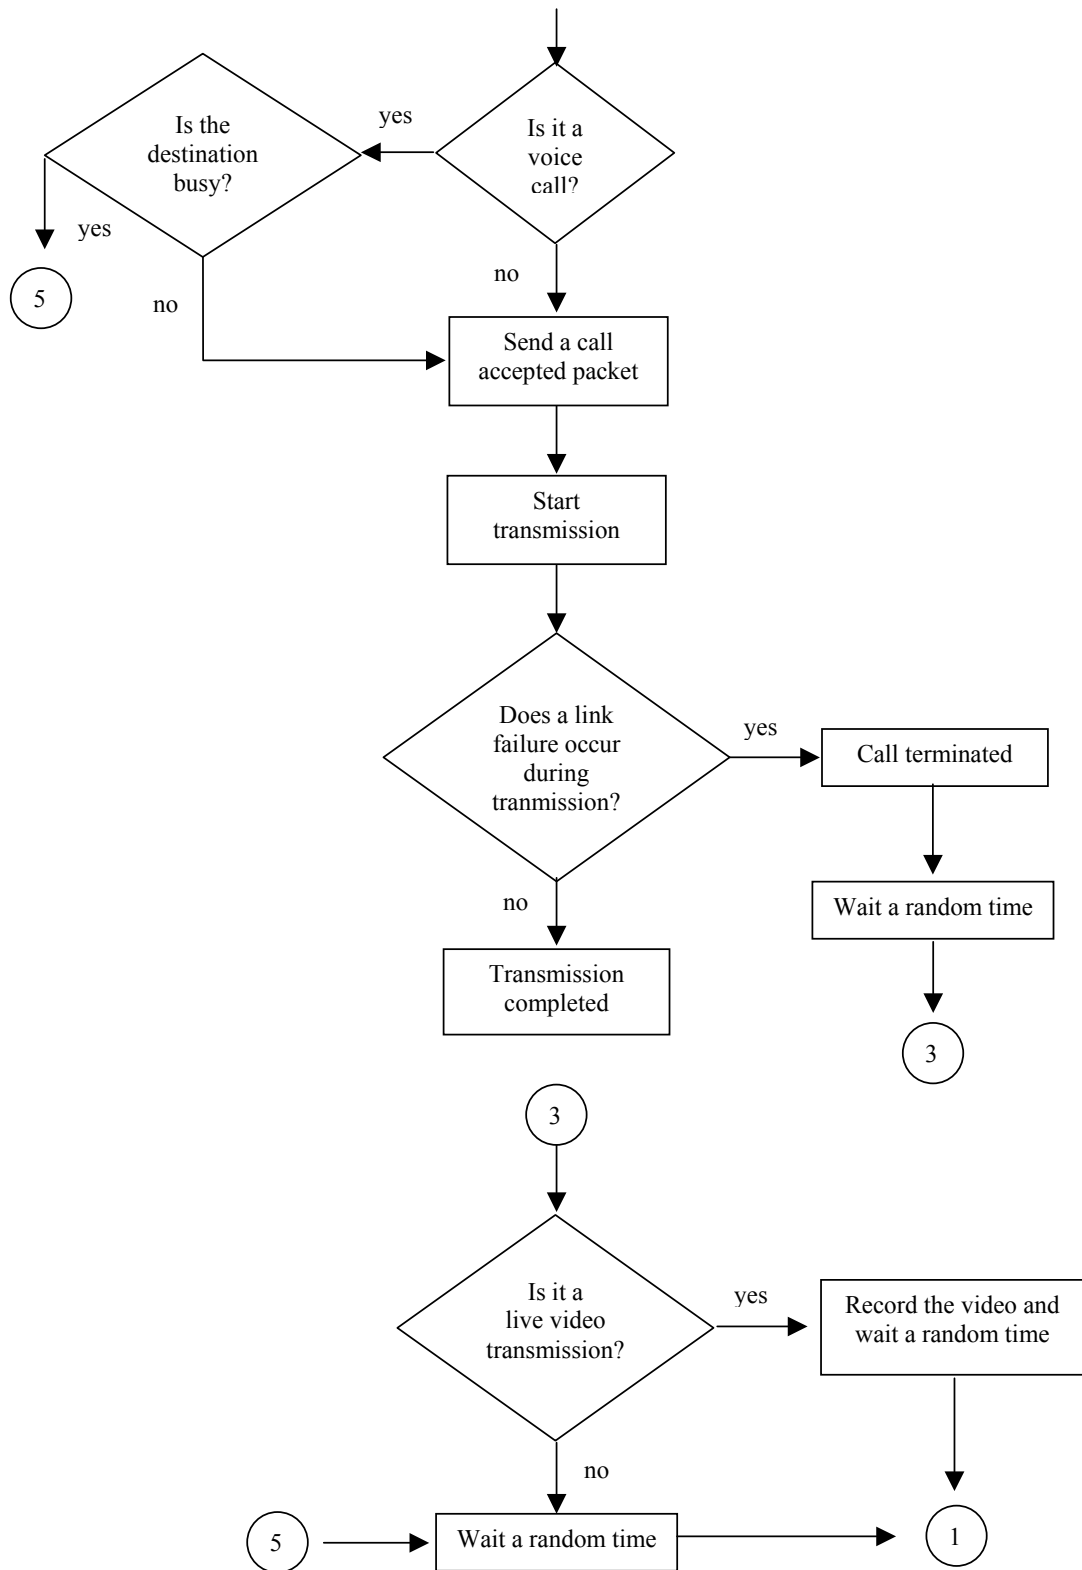 Is it a
voice
call?
yes
Is the
destination
busy?
yes
5
no
no
Send a call
accepted packet
Start
transmission
Does a link
failure occur
during
tranmission?
yes
Call terminated
Wait a random time
3
no
Transmission
completed
3
Is it a
live video
transmission?
yes
Record the video and
wait a random time
no
5
Wait a random time
1